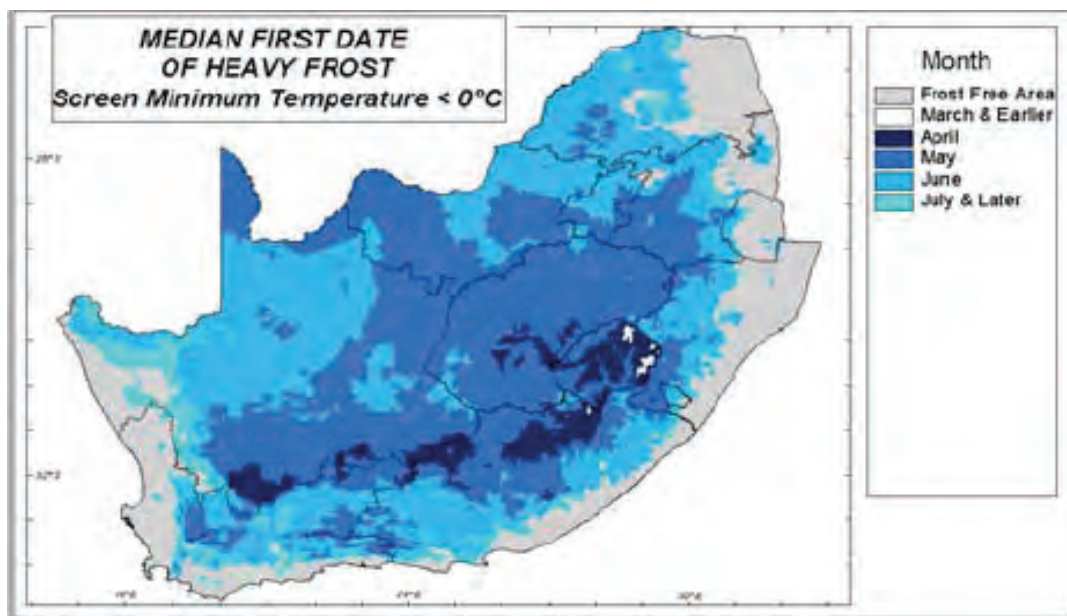 MEDIAN FIRST DATE
OF HEAVY FROST
Screen Minimum Temperature < 0°C
Month
Frost Free Area
March & Earlier
April
May
June
July & Later